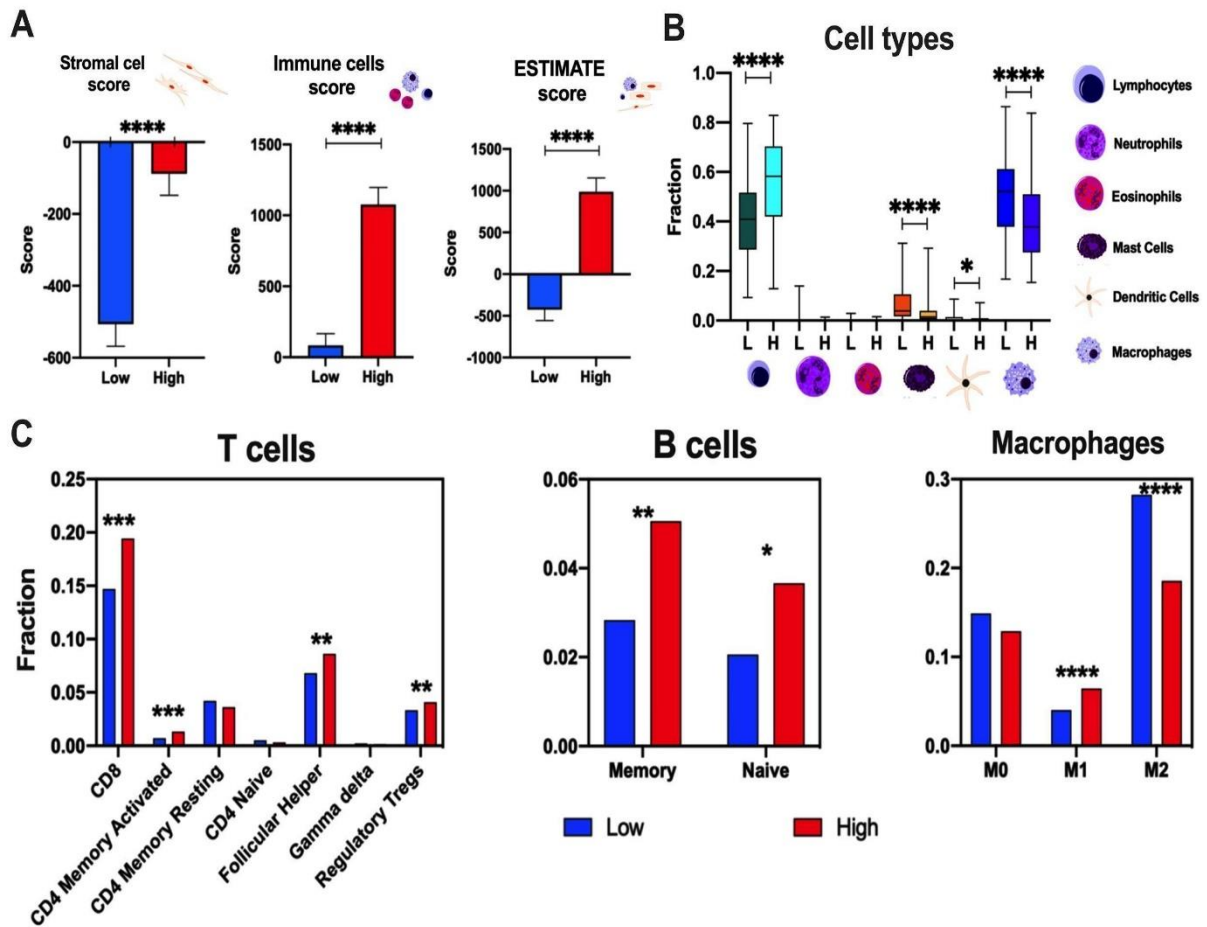 A
Stromal cell
score
****
0
-200
-400
-600
Score
Low
High
Immune cells
score
****
1500
1000
500
0
Score
Low
High
ESTIMATE
score
****
1500
1000
500
0
-500
-1000
Score
Low
High
B
Cell types
****
****
*
****
1.0
0.8
0.6
0.4
0.2
0.0
Fraction
L H L H L H L H L H L H
Lymphocytes
Neutrophils
Eosinophils
Mast Cells
Dendritic Cells
Macrophages
C
T cells
0.25
0.20
0.15
0.10
0.05
0.00
Fraction
***
***
**
**
CD8
CD4 Memory Activated
CD4 Memory Resting
CD4 Naive
Follicular Helper
Gamma delta
Regulatory Tregs
B cells
0.06
0.04
0.02
0.00
**
*
Memory
Naive
Macrophages
0.3
0.2
0.1
0.0
****
****
M0
M1
M2
Low
High